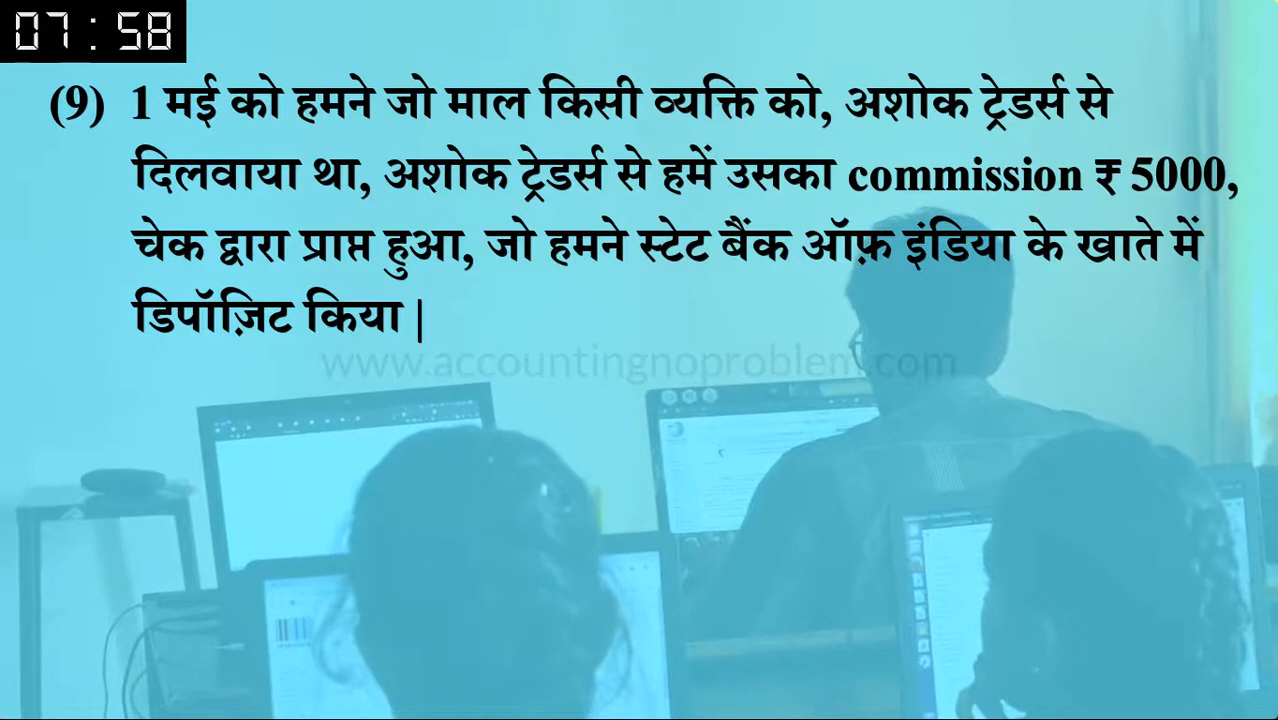 07:58
(9) 1 मई को हमने जो माल किसी व्यक्ति को, अशोक ट्रेडर्स से
दिलवाया था, अशोक ट्रेडर्स से हमें उसका commission ₹ 5000,
चेक द्वारा प्राप्त हुआ, जो हमने स्टेट बैंक ऑफ़ इंडिया के खाते में
डिपॉज़िट किया |
www.accountingnoproblem.com